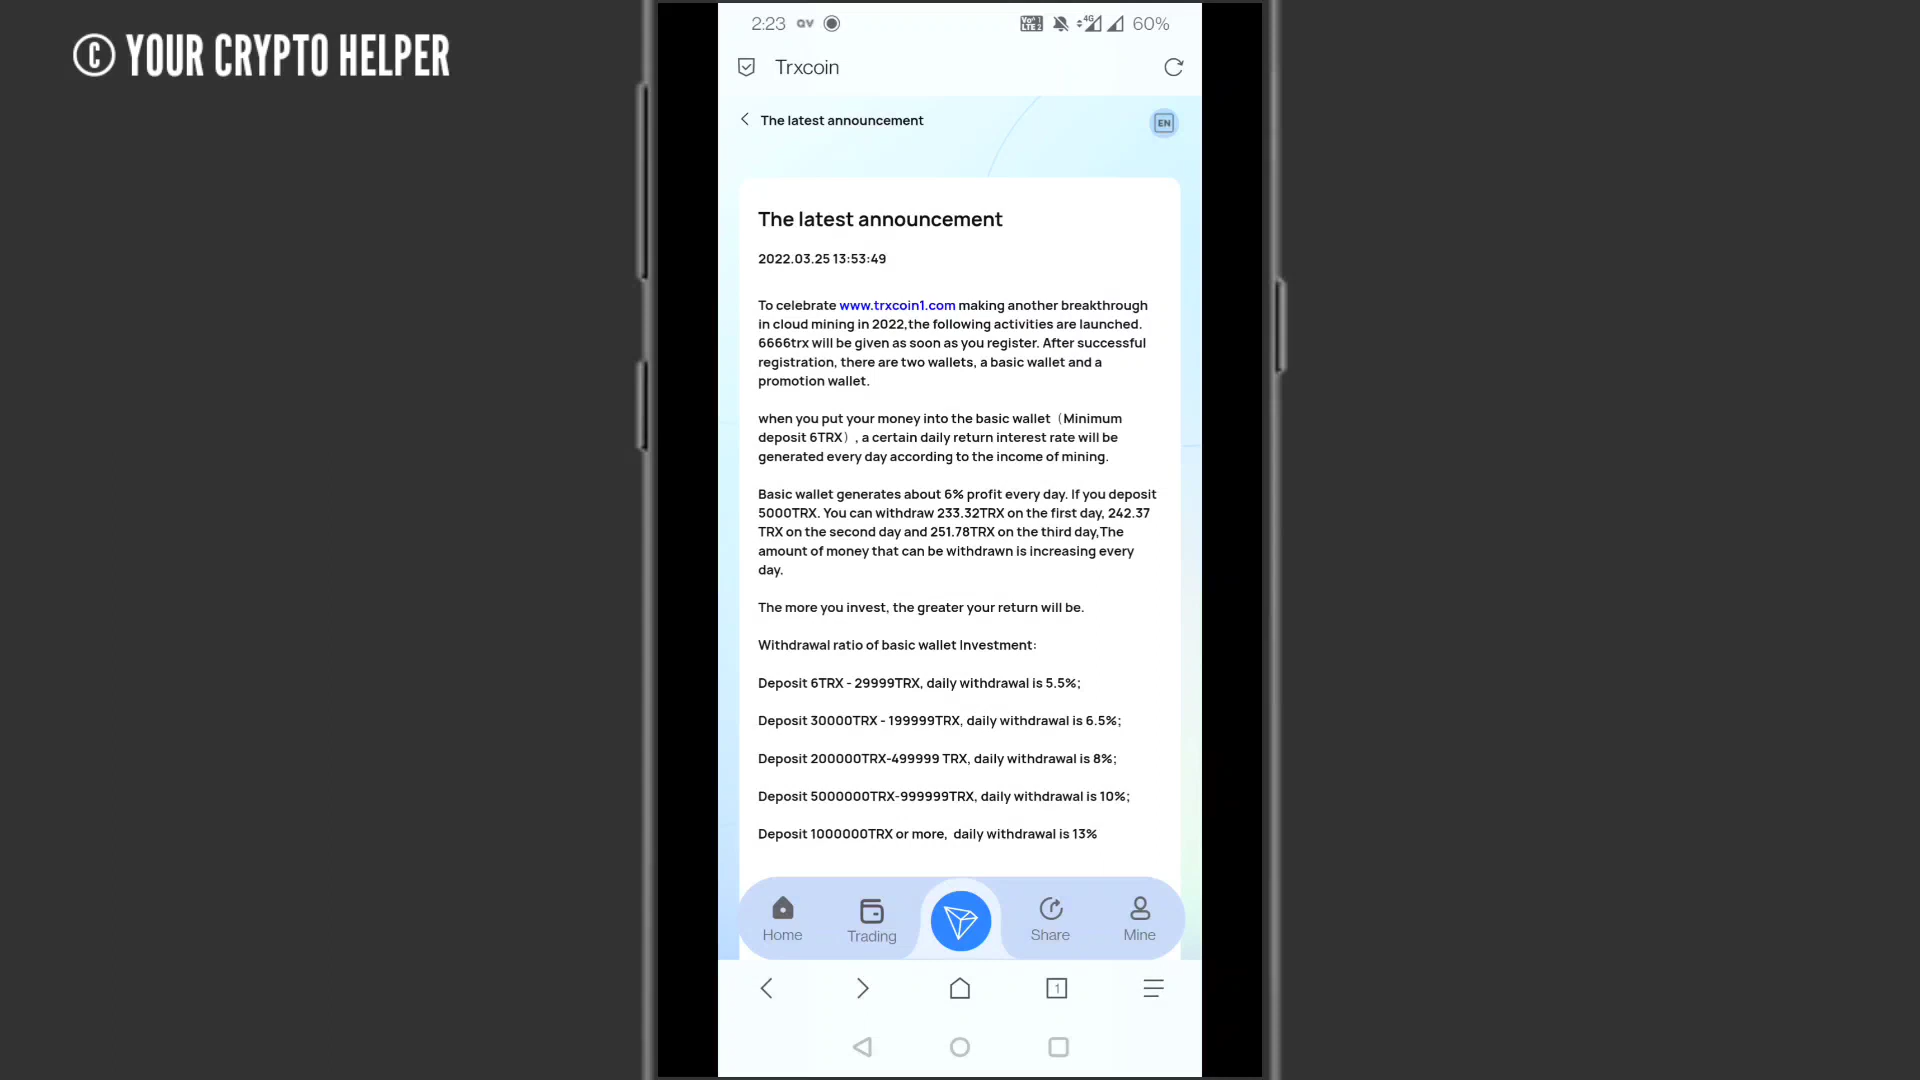 © YOUR CRYPTO HELPER
2:23
Vo 1
LTE 2
4G
60%
Trxcoin
The latest announcement
EN
The latest announcement
2022.03.25 13:53:49
To celebrate www.trxcoin1.com making another breakthrough
in cloud mining in 2022,the following activities are launched.
6666trx will be given as soon as you register. After successful
registration, there are two wallets, a basic wallet and a
promotion wallet.
when you put your money into the basic wallet（Minimum
deposit 6TRX）, a certain daily return interest rate will be
generated every day according to the income of mining.
Basic wallet generates about 6% profit every day. If you deposit
5000TRX. You can withdraw 233.32TRX on the first day, 242.37
TRX on the second day and 251.78TRX on the third day,The
amount of money that can be withdrawn is increasing every
day.
The more you invest, the greater your return will be.
Withdrawal ratio of basic wallet Investment:
Deposit 6TRX - 29999TRX, daily withdrawal is 5.5%;
Deposit 30000TRX - 199999TRX, daily withdrawal is 6.5%;
Deposit 200000TRX-499999 TRX, daily withdrawal is 8%;
Deposit 5000000TRX-999999TRX, daily withdrawal is 10%;
Deposit 1000000TRX or more, daily withdrawal is 13%
Home
Trading
Share
Mine
1